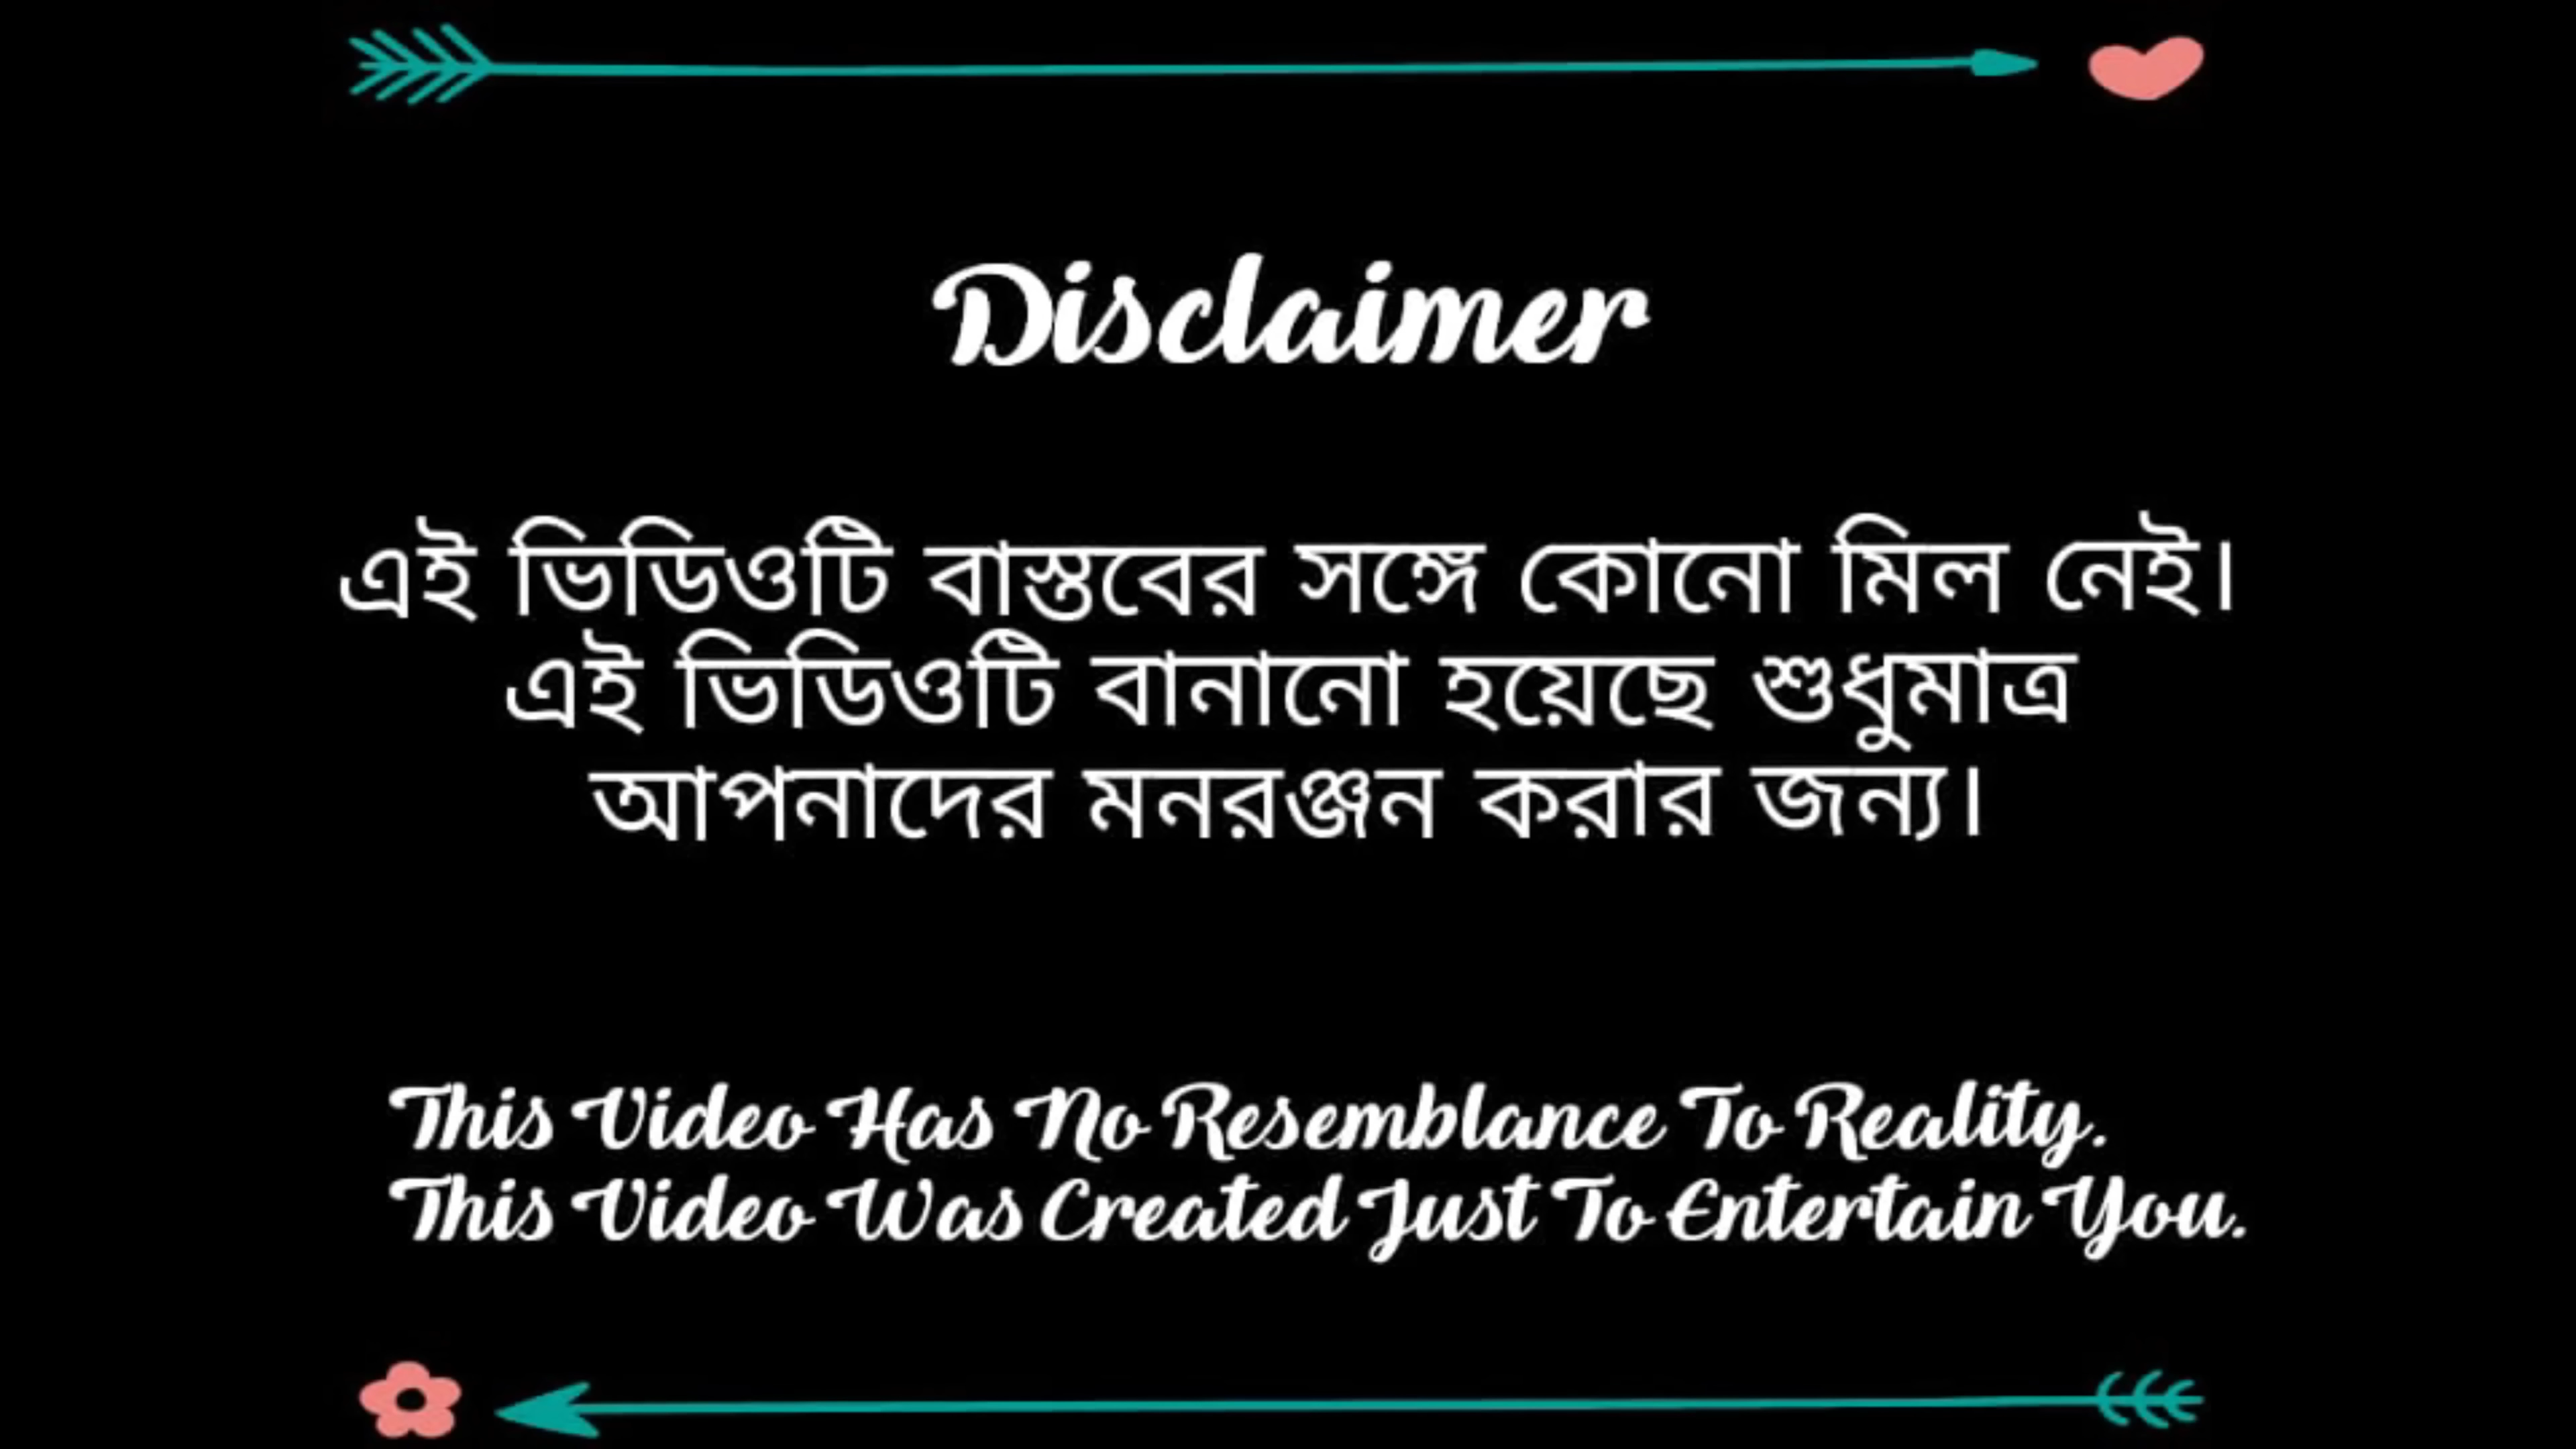 Disclaimer
এই ভিডিওটি বাস্তবের সঙ্গে কোনো মিল নেই।
এই ভিডিওটি বানানো হয়েছে শুধুমাত্র
আপনাদের মনরঞ্জন করার জন্য।
This Video Has No Resemblance To Reality.
This Video Was Created Just To Entertain You.